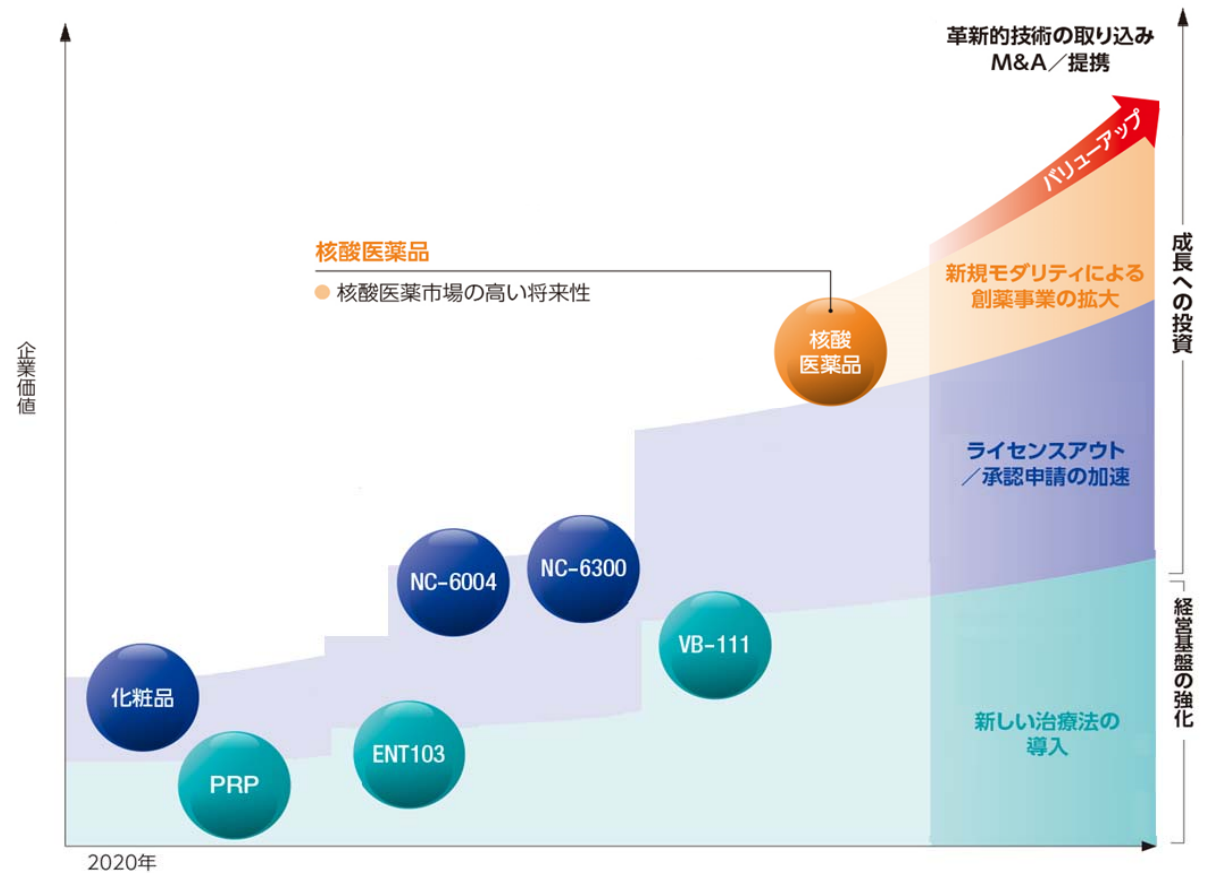 革新的技術の取り込み
M&A／提携
バリューアップ
核酸医薬品
核酸医薬市場の高い将来性
新規モダリティによる
創薬事業の拡大
成長への投資
核酸
医薬品
企業価値
ライセンスアウト
／承認申請の加速
NC-6004
NC-6300
VB-111
経営基盤の強化
化粧品
新しい治療法の
導入
ENT103
PRP
2020年